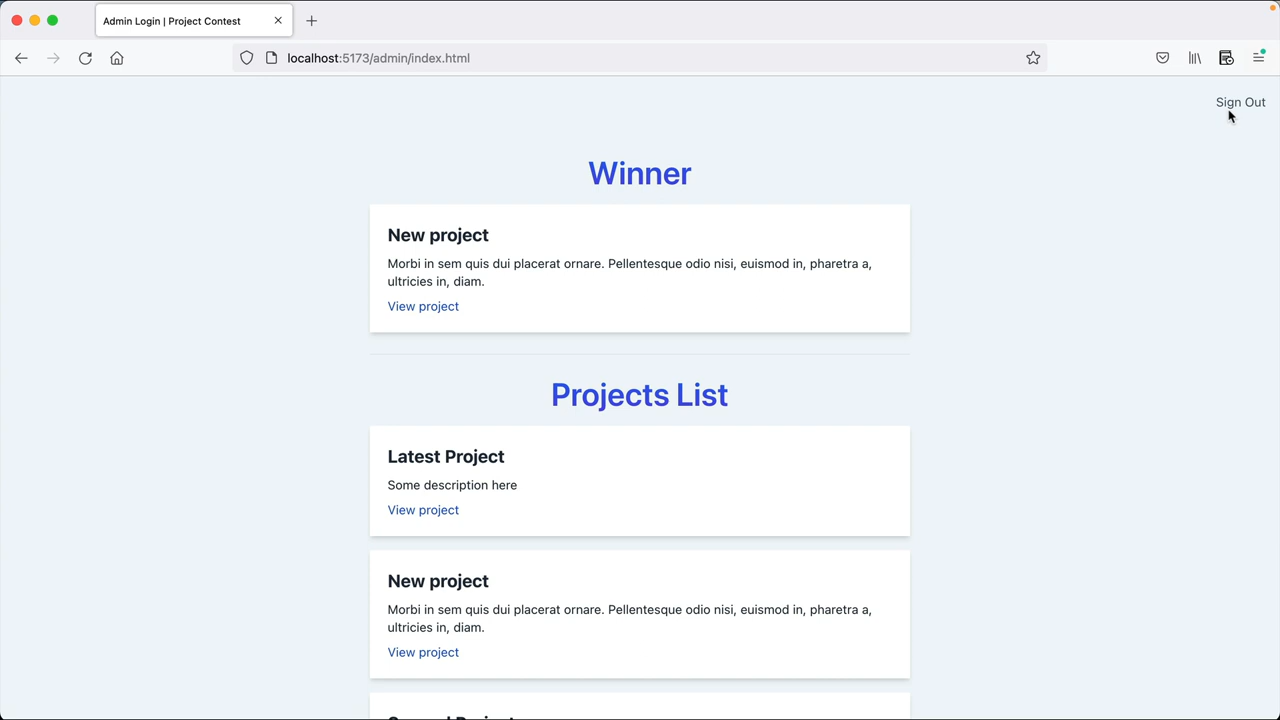 Admin Login | Project Contest
localhost:5173/admin/index.html
Sign Out
Winner
New project
Morbi in sem quis dui placerat ornare. Pellentesque odio nisi, euismod in, pharetra a,
ultricies in, diam.
View project
Projects List
Latest Project
Some description here
View project
New project
Morbi in sem quis dui placerat ornare. Pellentesque odio nisi, euismod in, pharetra a,
ultricies in, diam.
View project